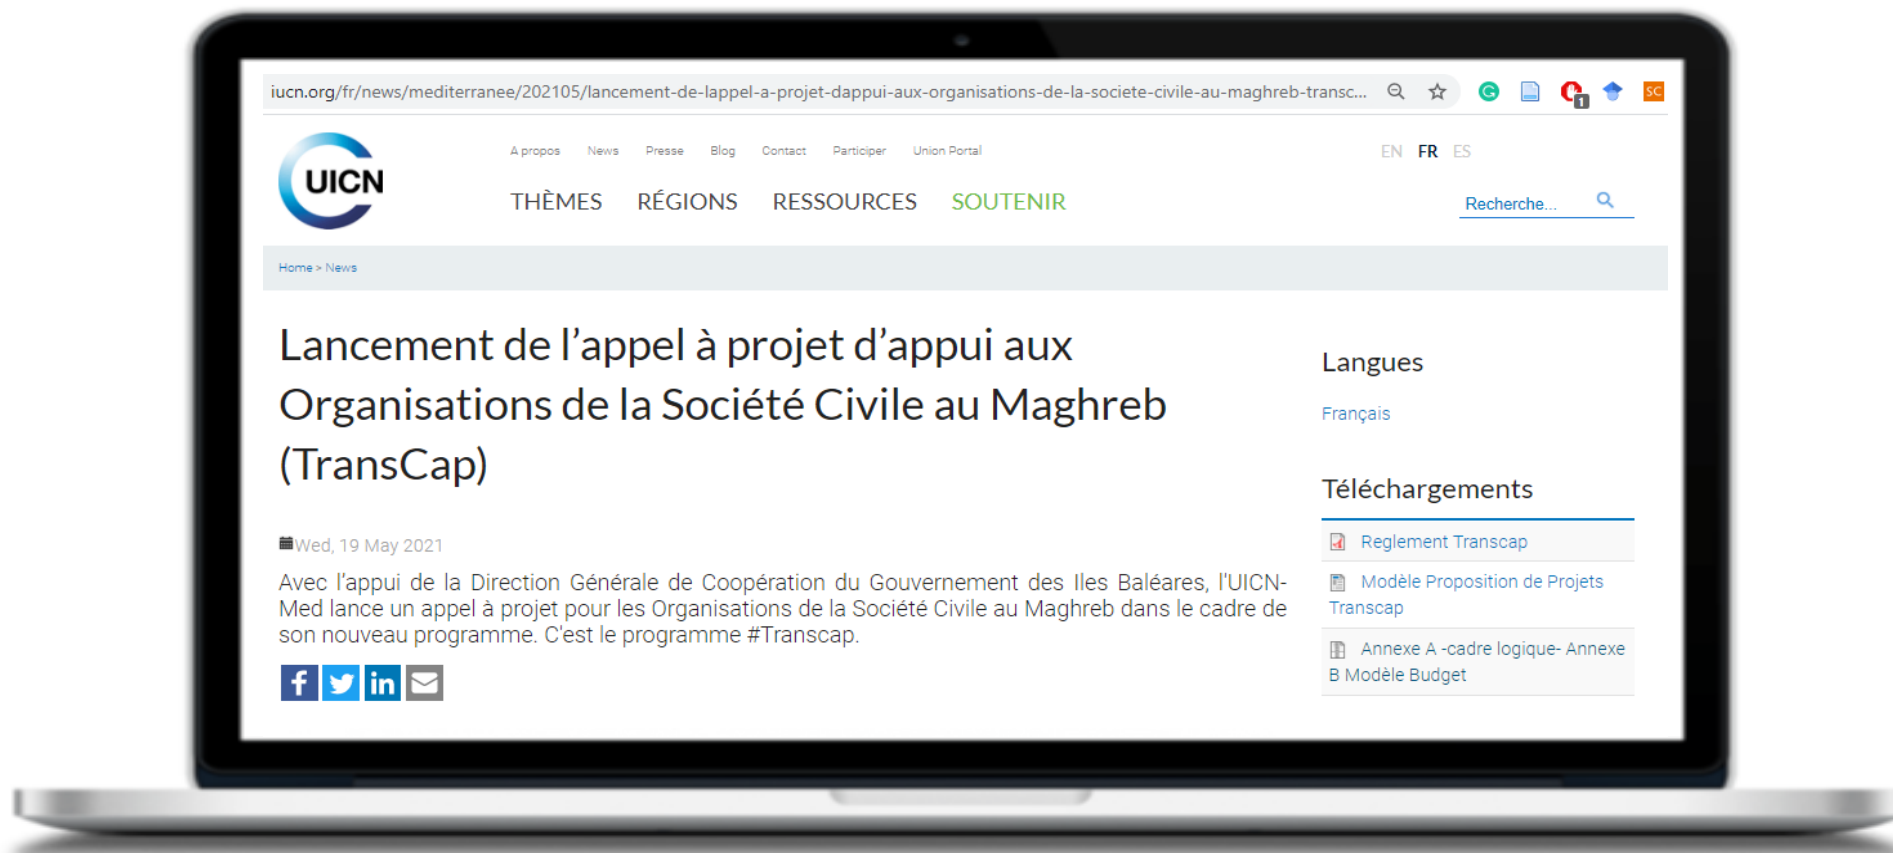 iucn.org/fr/news/mediterranee/202105/lancement-de-lappel-a-projet-dappui-aux-organisations-de-la-societe-civile-au-maghreb-transc...
1
SC
UICN
A propos News Presse Blog Contact Participer Union Portal
EN FR ES
THÈMES RÉGIONS RESSOURCES SOUTENIR
Recherche...
Home > News
Lancement de l’appel à projet d’appui aux
Organisations de la Société Civile au Maghreb
(TransCap)
Wed, 19 May 2021
Avec l'appui de la Direction Générale de Coopération du Gouvernement des Iles Baléares, l'UICN-
Med lance un appel à projet pour les Organisations de la Société Civile au Maghreb dans le cadre de
son nouveau programme. C'est le programme #Transcap.
f in
Langues
Français
Téléchargements
Reglement Transcap
Modèle Proposition de Projets
Transcap
Annexe A -cadre logique- Annexe
B Modèle Budget